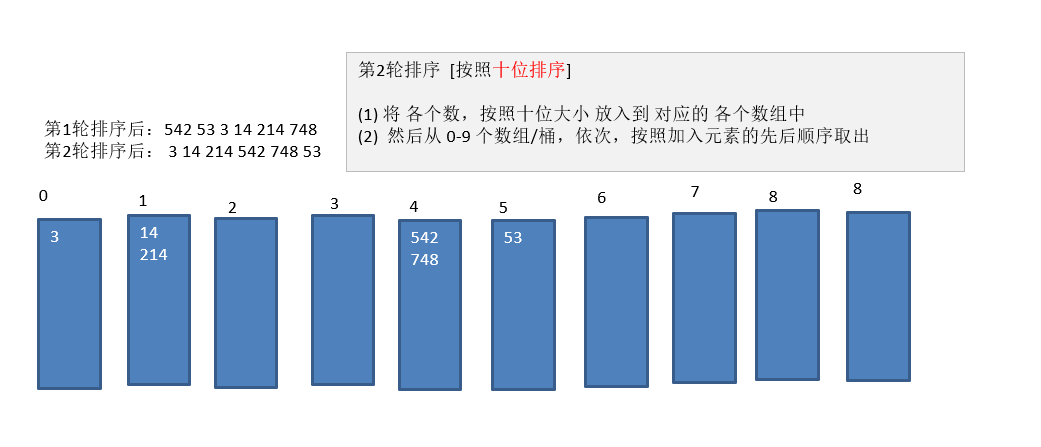 第2轮排序 [按照十位排序]
(1) 将 各个数，按照十位大小 放入到 对应的 各个数组中
(2) 然后从 0-9 个数组/桶，依次，按照加入元素的先后顺序取出
第1轮排序后：542 53 3 14 214 748
第2轮排序后： 3 14 214 542 748 53
0 1 2 3 4 5 6 7 8 8
3 14 542 53
214 748